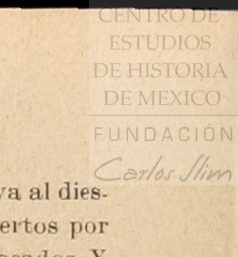 CENTRO DE
ESTUDIOS
DE HISTORIA
DE MEXICO
FUNDACIÓN
Carlos Slim
va al dies-
ertos por